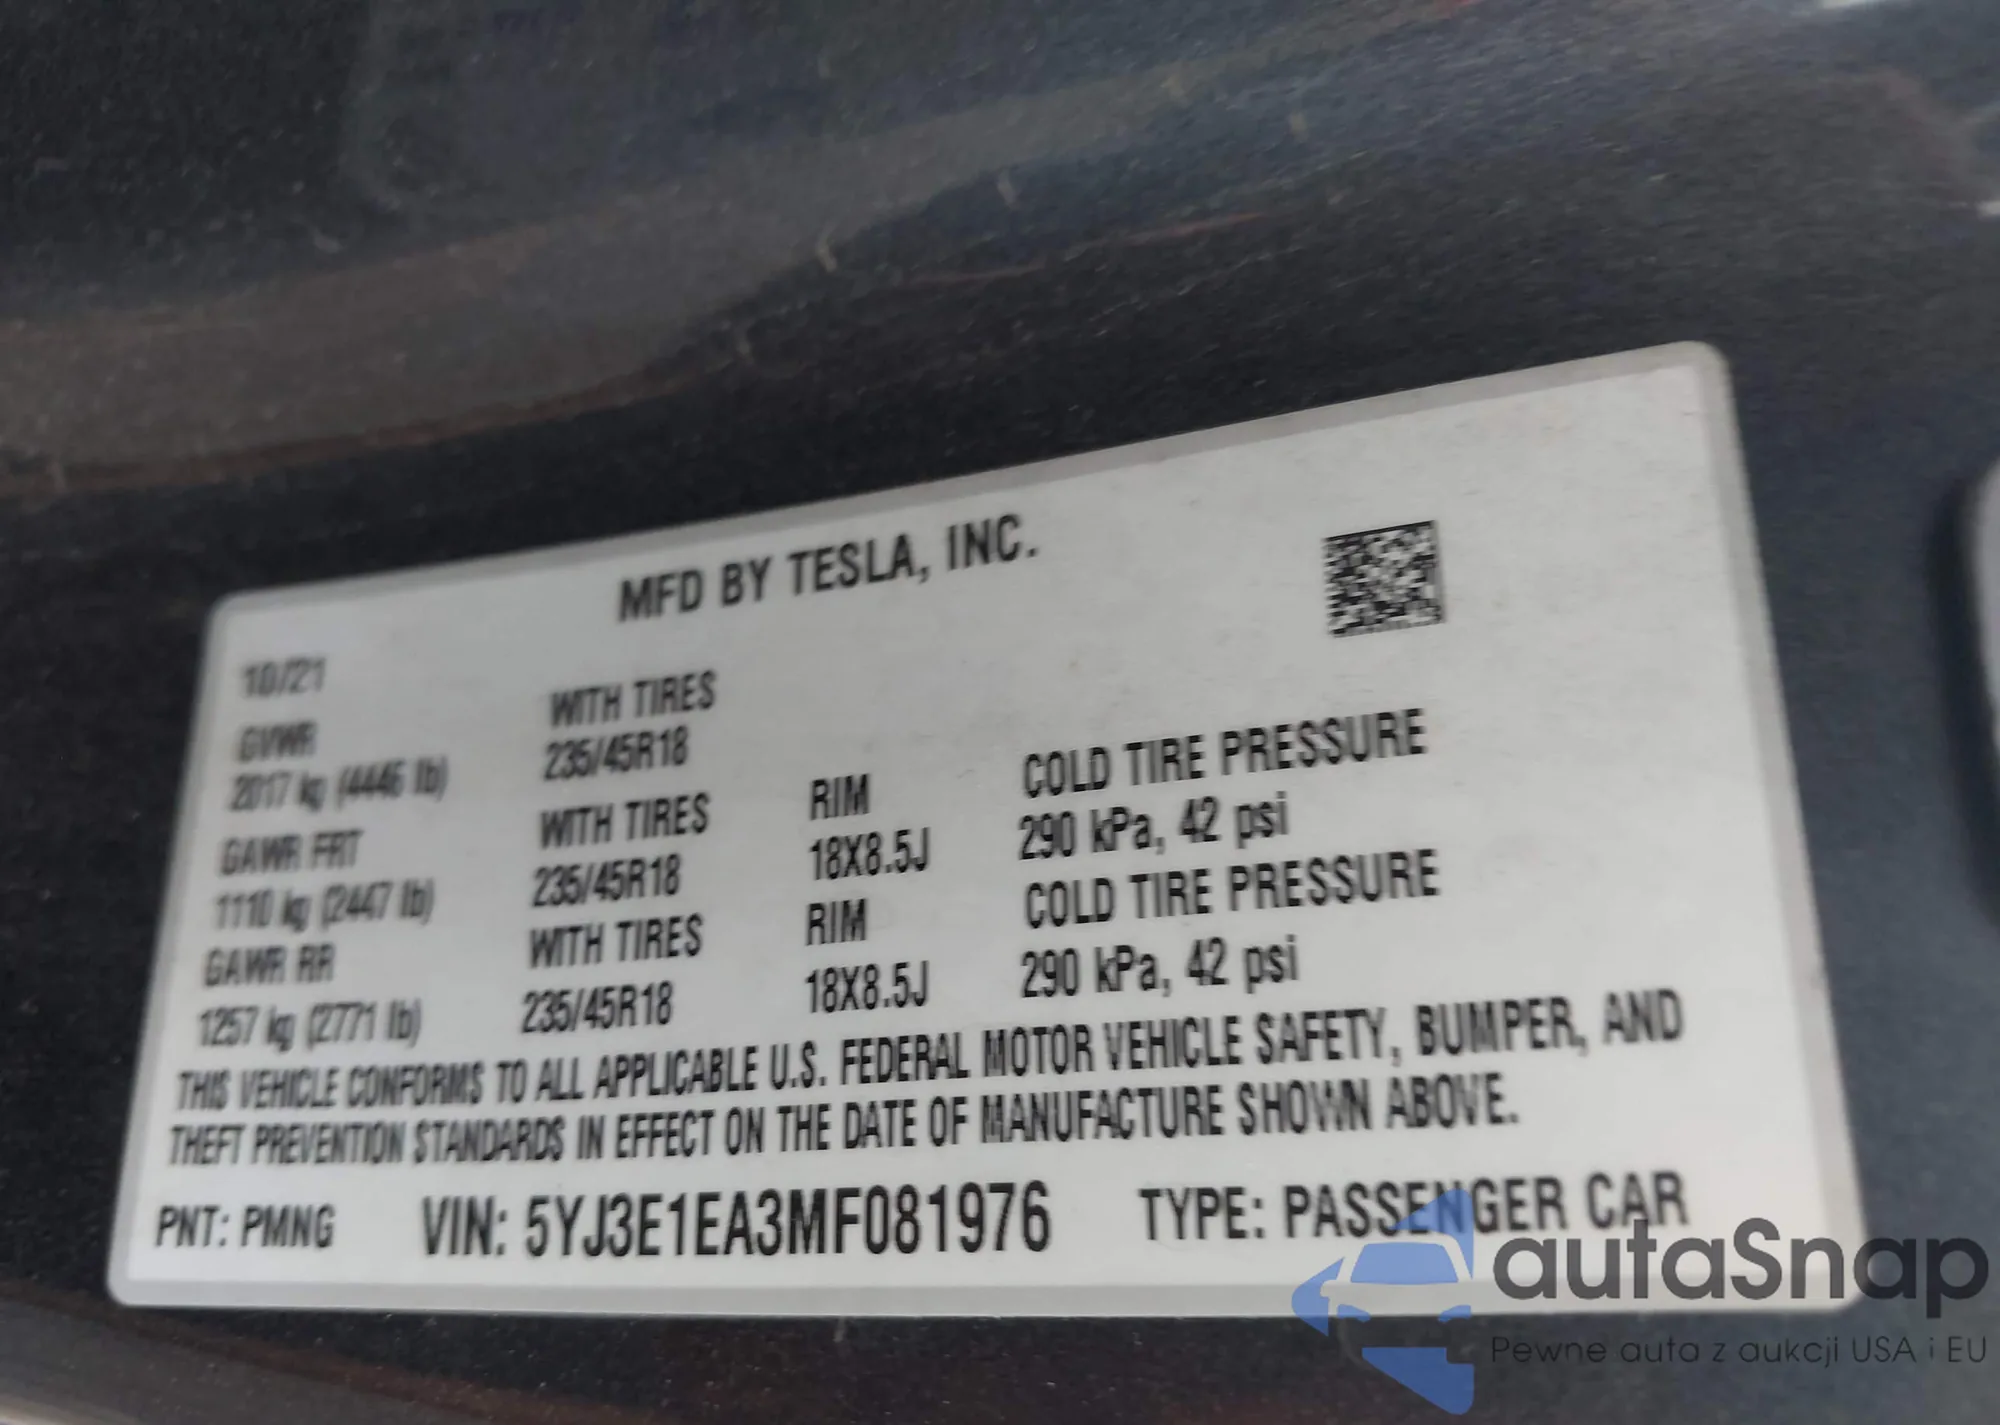 MFD BY TESLA, INC.
10/21
GVWR WITH TIRES
2017 kg (4446 lb) 235/45R18
GAWR FRT WITH TIRES RIM COLD TIRE PRESSURE
1110 kg (2447 lb) 235/45R18 18X8.5J 290 kPa, 42 psi
GAWR RR WITH TIRES RIM COLD TIRE PRESSURE
1257 kg (2771 lb) 235/45R18 18X8.5J 290 kPa, 42 psi
THIS VEHICLE CONFORMS TO ALL APPLICABLE U.S. FEDERAL MOTOR VEHICLE SAFETY, BUMPER, AND
THEFT PREVENTION STANDARDS IN EFFECT ON THE DATE OF MANUFACTURE SHOWN ABOVE.
PNT: PMNG VIN: 5YJ3E1EA3MF081976 TYPE: PASSENGER CAR
autaSnap
Pewne auta z aukcji USA i EU